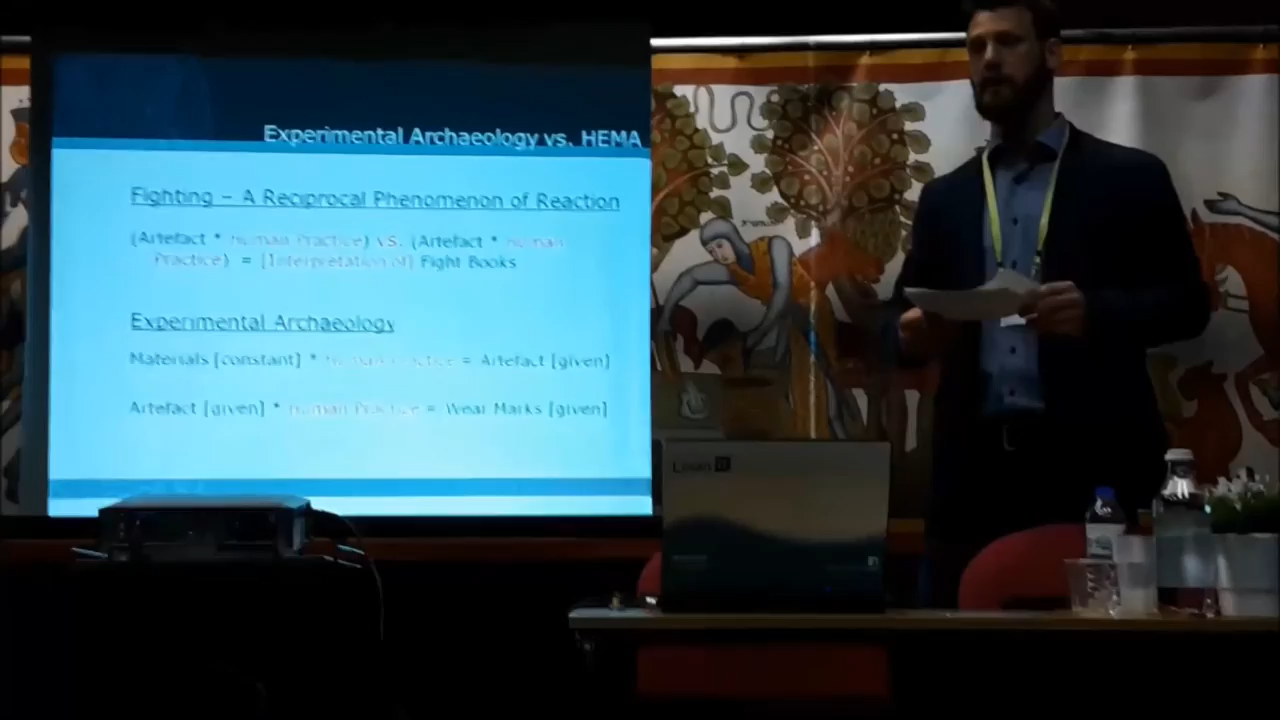 Experimental Archaeology vs. HEMA
Fighting – A Reciprocal Phenomenon of Reaction
(Artefact * human Practice) vs. (Artefact * human
Practice) = [Interpretation of] Fight Books
Experimental Archaeology
Materials [constant] * human Practice = Artefact [given]
Artefact [given] * human Practice = Wear Marks [given]